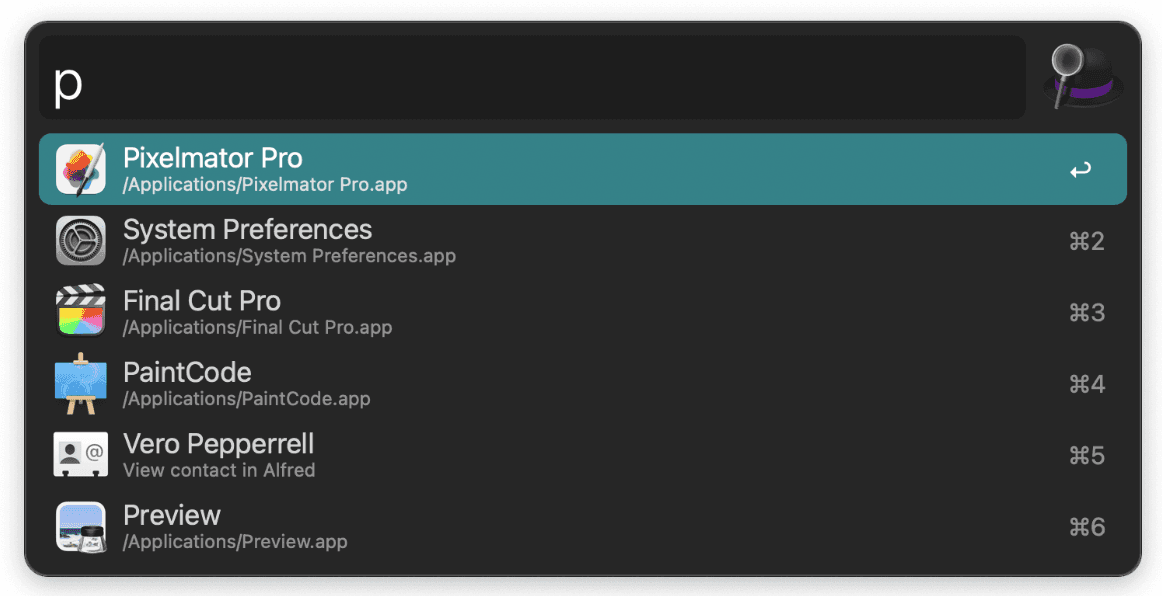 p
Pixelmator Pro
/Applications/Pixelmator Pro.app
↩
System Preferences
/Applications/System Preferences.app
⌘2
Final Cut Pro
/Applications/Final Cut Pro.app
⌘3
PaintCode
/Applications/PaintCode.app
⌘4
@
Vero Pepperrell
View contact in Alfred
⌘5
Preview
/Applications/Preview.app
⌘6